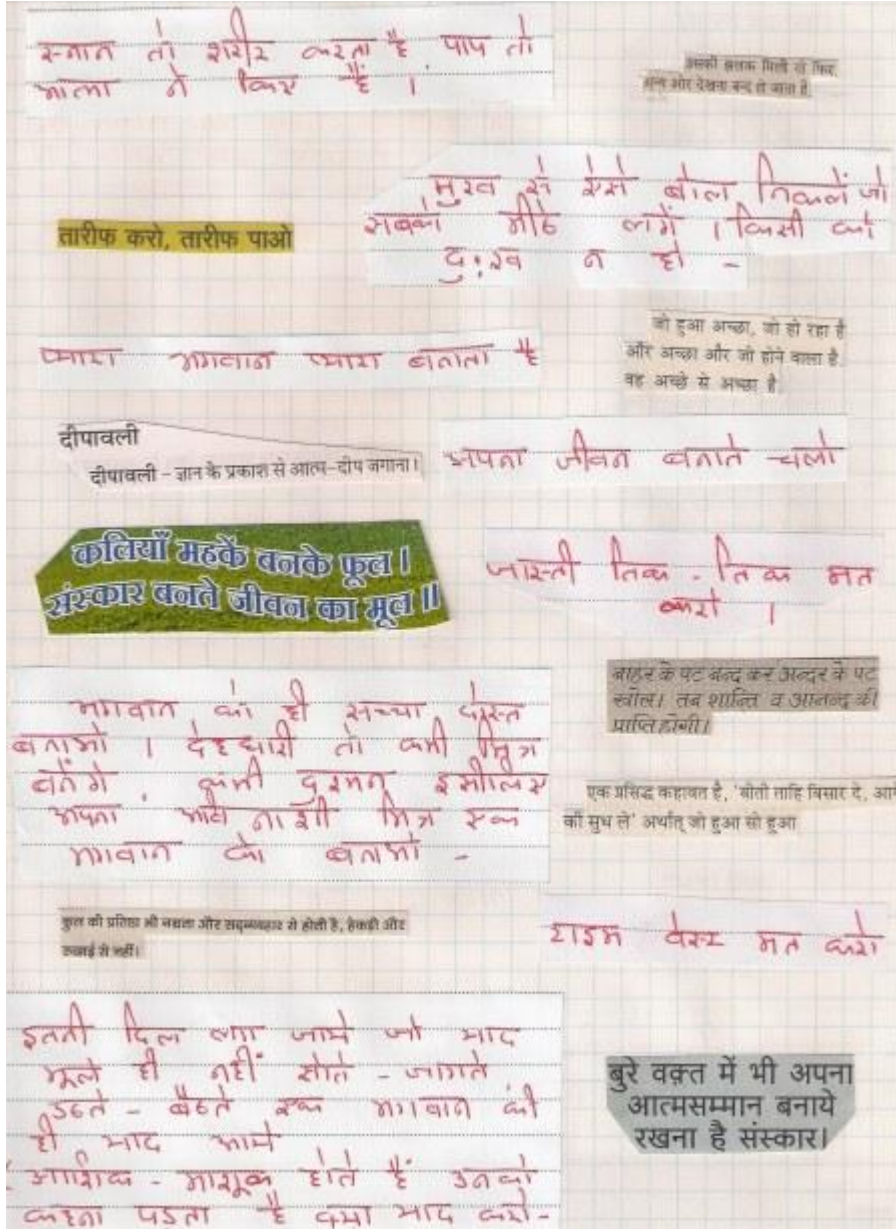 स्नान तो शरीर करता है पाप तो
आत्मा ने किए हैं ।
उसकी झलक मिली तो फिर
अन्य ओर देखना बन्द हो जाता है
मुख से ऐसे बोल निकलें जो
सबको मीठे लगें । किसी को
दुःख न हो -
तारीफ करो, तारीफ पाओ
जो हुआ अच्छा, जो हो रहा है
और अच्छा और जो होने वाला है
वह अच्छे से अच्छा है
प्यारा भगवान प्यारा बनाता है
दीपावली
दीपावली – ज्ञान के प्रकाश से आत्म-दीप जगाना।
अपना जीवन बनाते चलो
कलियाँ महकें बनके फूल।
संस्कार बनते जीवन का मूल॥
जास्ती तिक - तिक मत
करो ।
बाहर के पट बन्द कर अन्दर के पट
खोल। तब शान्ति व आनन्द की
प्राप्ति होगी।
भगवान को ही सच्चा दोस्त
बनाओ । देहधारी तो कभी मित्र
बनेंगे , कभी दुश्मन इसीलिए
अपना नाशी मित्र एक
भगवान को बनाओ -
एक प्रसिद्ध कहावत है, 'बीती ताहि बिसार दे, आगे
की सुध ले' अर्थात् जो हुआ सो हुआ
कुल की प्रतिष्ठा भी नम्रता और सद्व्यवहार से होती है, हेकड़ी और
रुखाई से नहीं।
टाइम वेस्ट मत करो
इतनी दिल लग जाये जो याद
भूले ही नहीं सोते - जागते
उठते - बैठते एक भगवान की
ही याद आये
आशिक - माशूक होते हैं उनको
कहना पडता है क्या याद करो -
बुरे वक़्त में भी अपना
आत्मसम्मान बनाये
रखना है संस्कार।